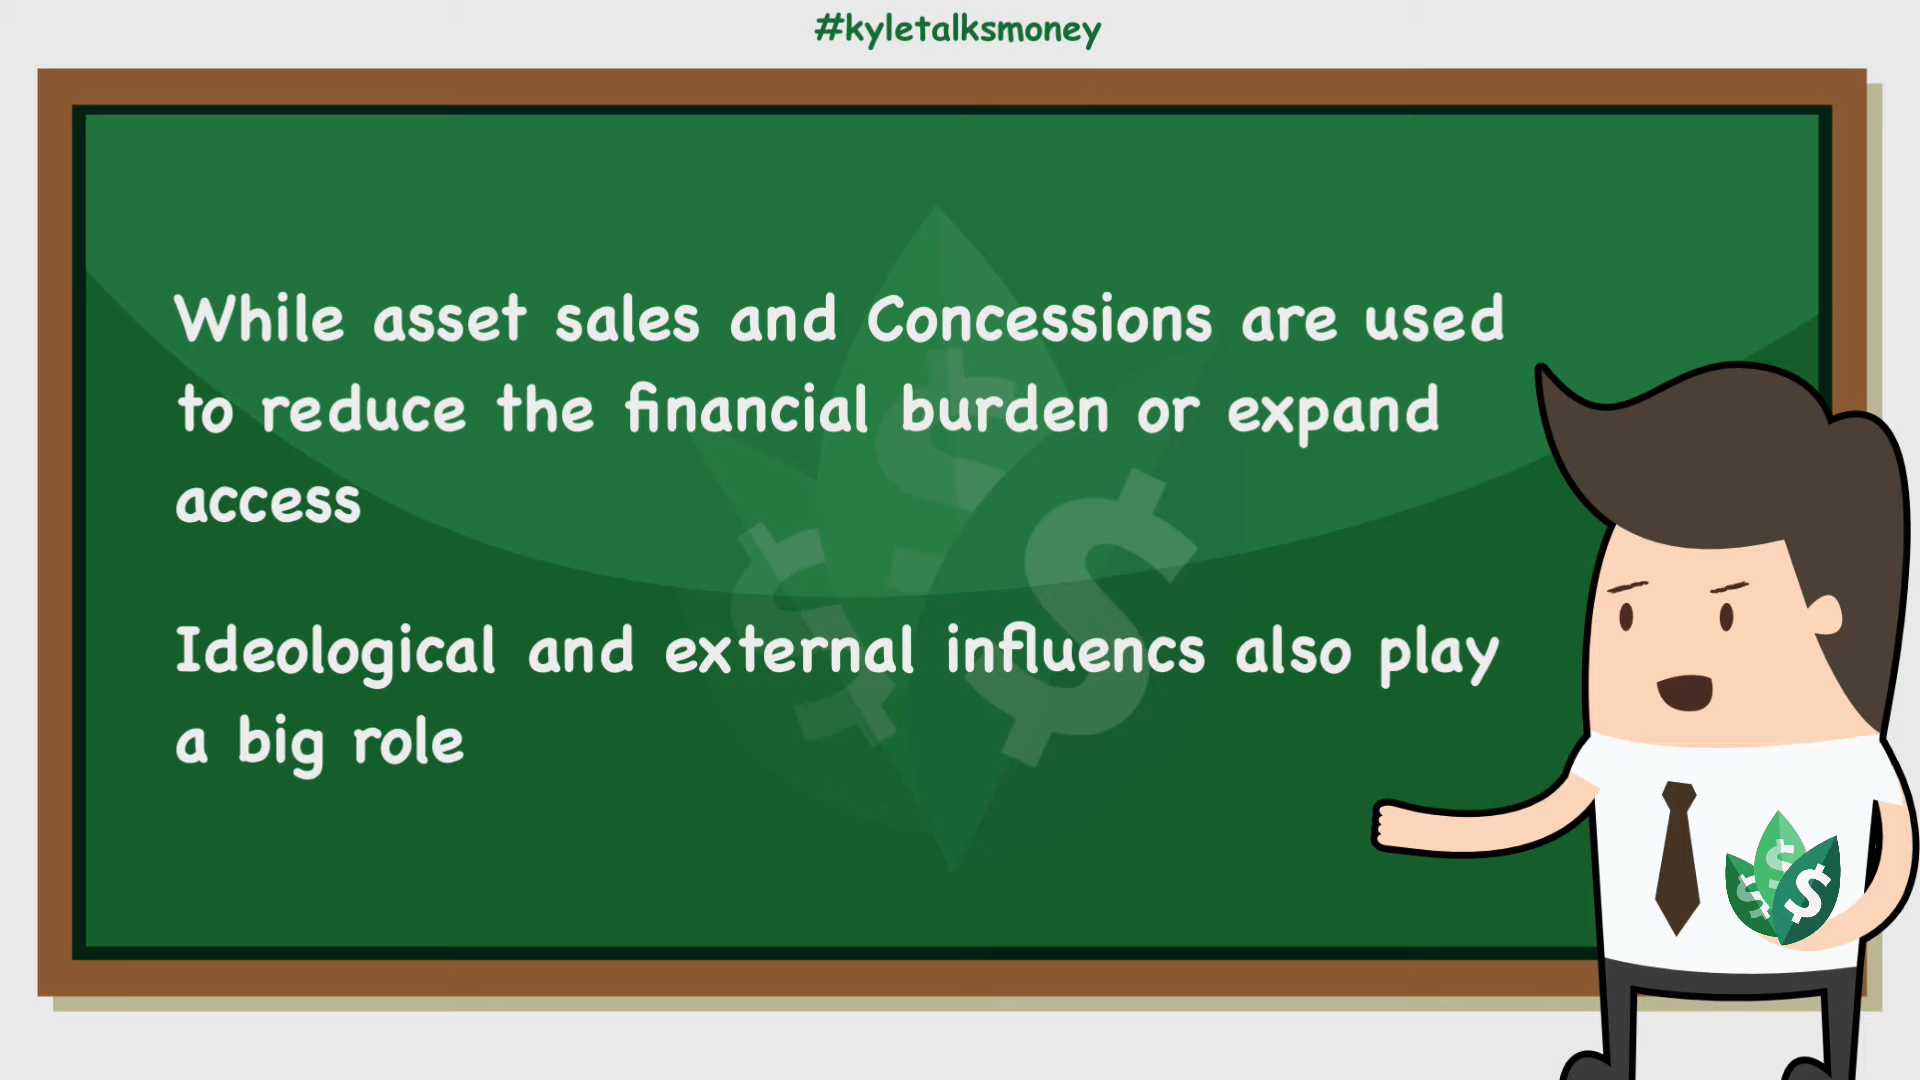 #kyletalksmoney
While asset sales and Concessions are used
to reduce the financial burden or expand
access
Ideological and external influencs also play
a big role